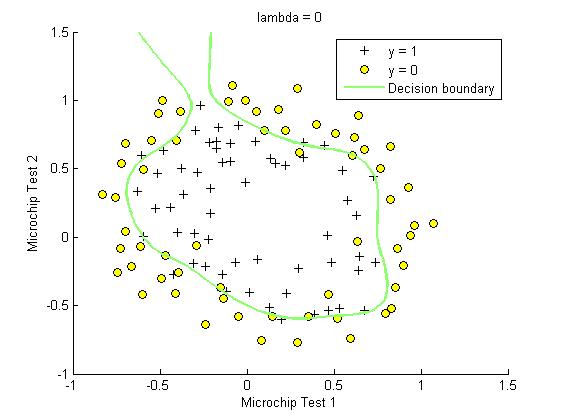 lambda = 0
1.5
1
0.5
0
-0.5
-1
Microchip Test 2
y = 1
y = 0
Decision boundary
-1 -0.5 0 0.5 1 1.5
Microchip Test 1